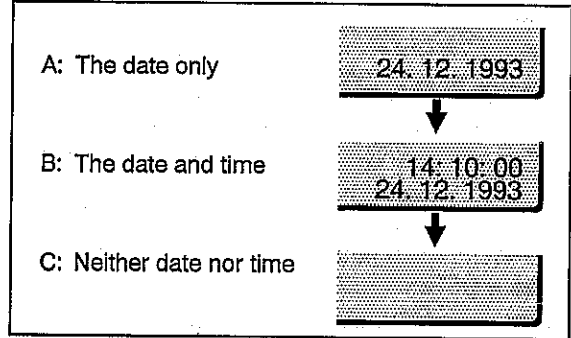 A: The date only
24. 12. 1993
B: The date and time
14: 10: 00
24. 12. 1993
C: Neither date nor time